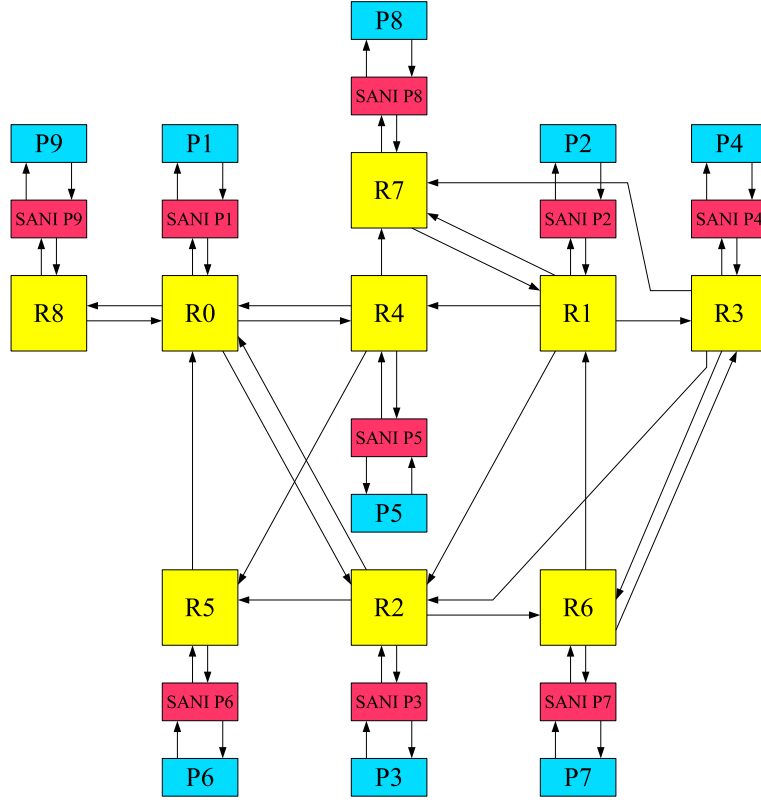 P8
SANI P8
P9
P1
P2
P4
R7
SANI P9
SANI P1
SANI P2
SANI P4
R8
R0
R4
R1
R3
SANI P5
P5
R5
R2
R6
SANI P6
SANI P3
SANI P7
P6
P3
P7